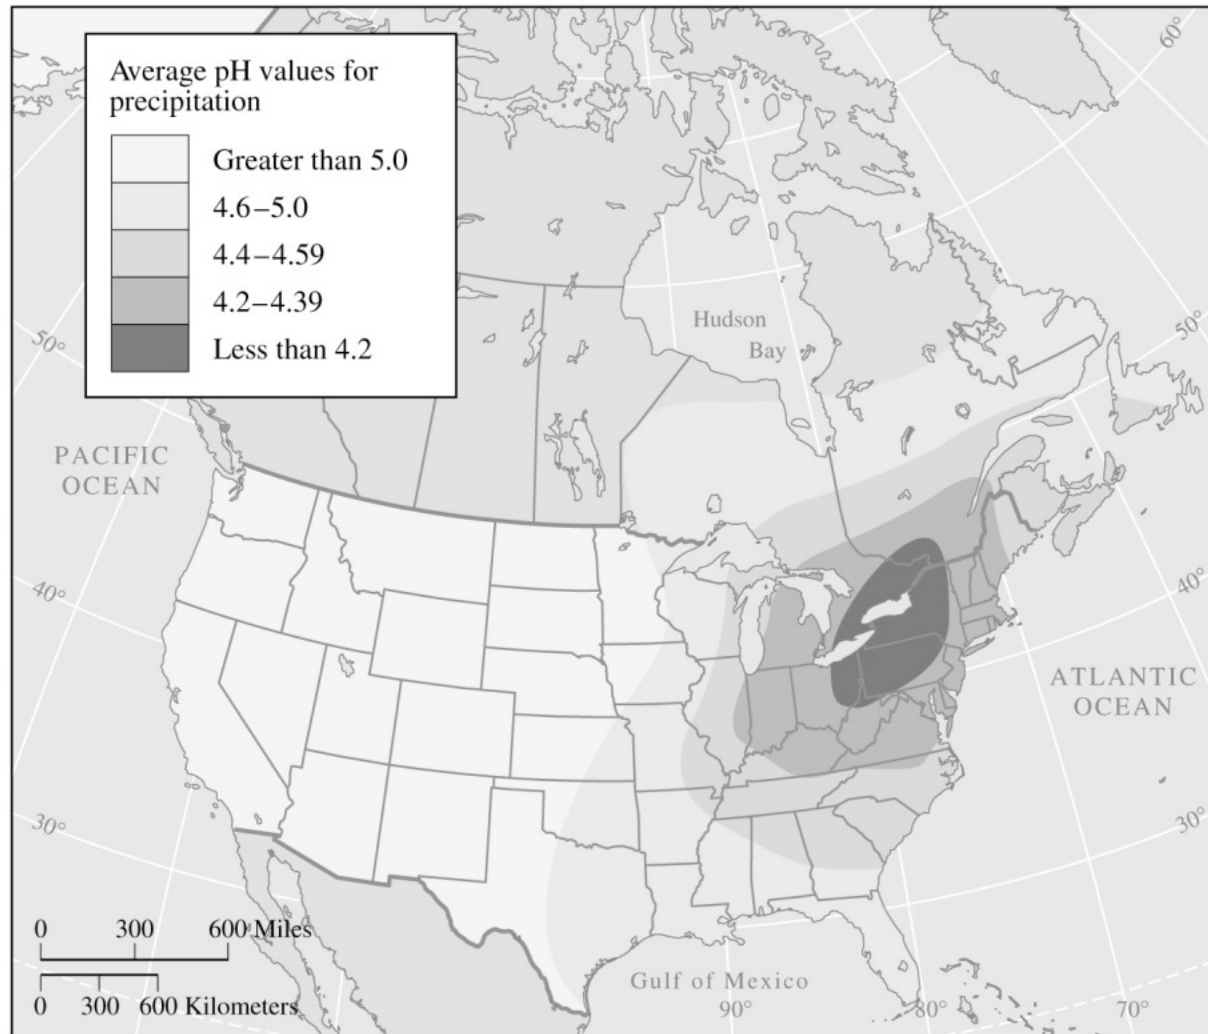 Average pH values for
precipitation
Greater than 5.0
4.6–5.0
4.4–4.59
4.2–4.39
Less than 4.2
60°
50°
50°
Hudson
Bay
PACIFIC
OCEAN
40°
40°
ATLANTIC
OCEAN
30°
30°
0 300 600 Miles
0 300 600 Kilometers
Gulf of Mexico
90°
80°
70°